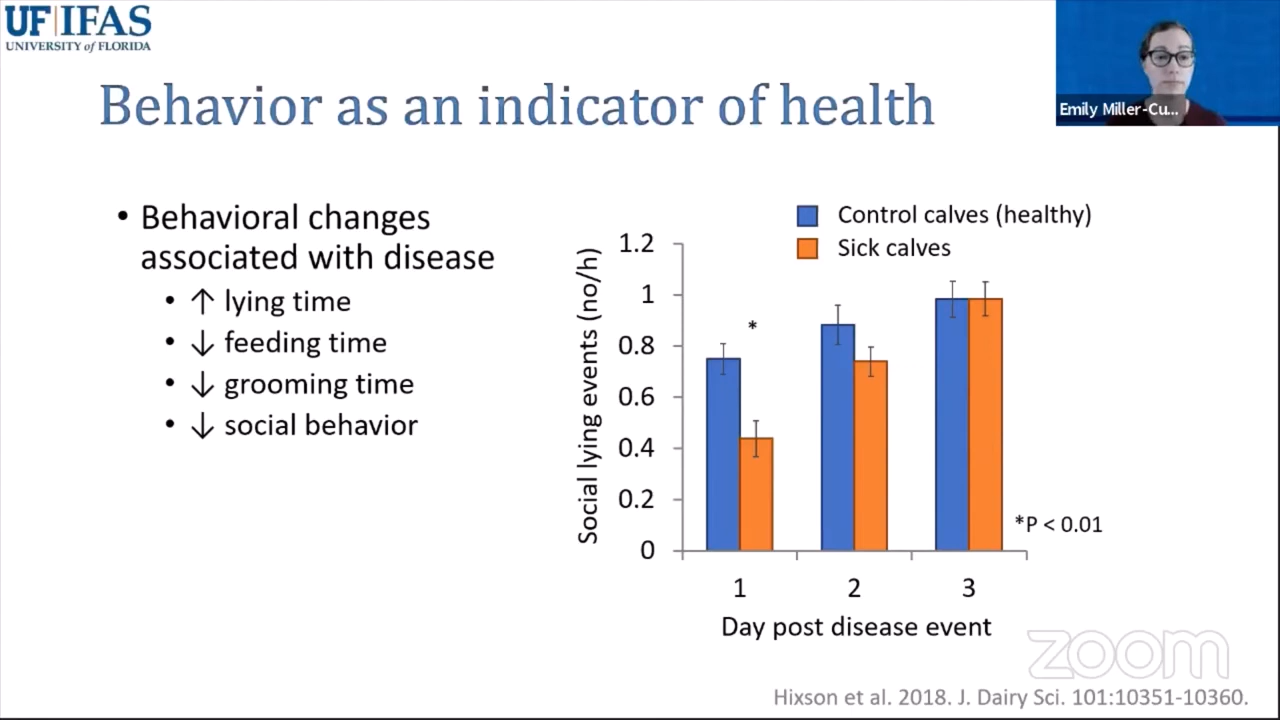 UF|IFAS
UNIVERSITY of FLORIDA
Emily Miller-Cu...
Behavior as an indicator of health
• Behavioral changes
associated with disease
• ↑ lying time
• ↓ feeding time
• ↓ grooming time
• ↓ social behavior
Control calves (healthy)
Sick calves
Social lying events (no/h)
1.2
1
0.8
0.6
0.4
0.2
0
*
*P < 0.01
1 2 3
Day post disease event
zoom
Hixson et al. 2018. J. Dairy Sci. 101:10351-10360.